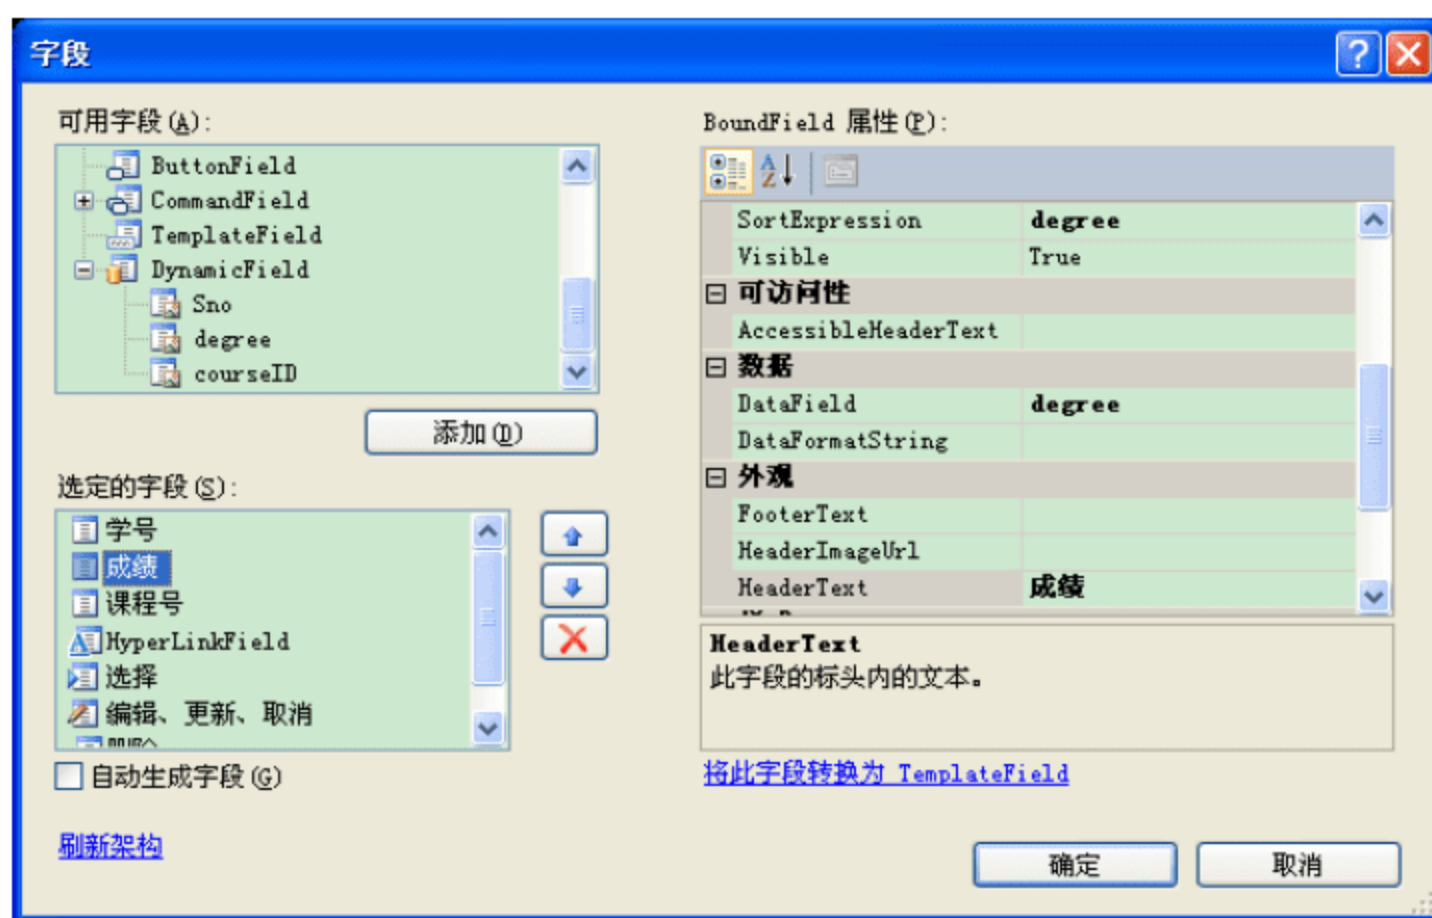 字段
可用字段(A):
ButtonField
CommandField
TemplateField
DynamicField
Sno
degree
courseID
添加(D)
选定的字段(S):
学号
成绩
课程号
HyperLinkField
选择
编辑、更新、取消
自动生成字段(G)
刷新架构
BoundField 属性(P):
SortExpression degree
Visible True
可访问性
AccessibleHeaderText
数据
DataField degree
DataFormatString
外观
FooterText
HeaderImageUrl
HeaderText 成绩
HeaderText
此字段的标头内的文本。
将此字段转换为 TemplateField
确定 取消